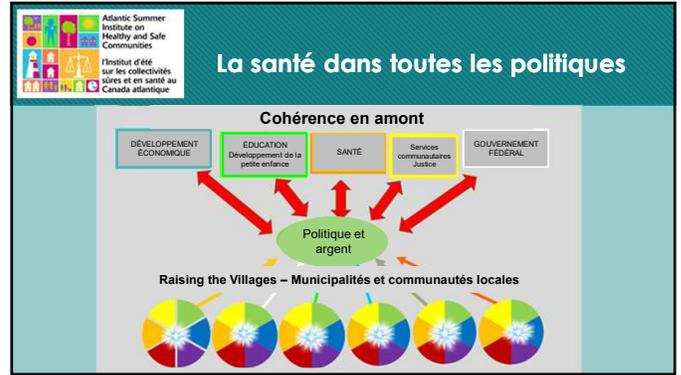 Atlantic Summer
Institute on
Healthy and Safe
Communities
l'Institut d'été
sur les collectivités
sûres et en santé au
Canada atlantique
La santé dans toutes les politiques
Cohérence en amont
DÉVELOPPEMENT
ÉCONOMIQUE
ÉDUCATION
Développement de la
petite enfance
SANTÉ
Services
communautaires
Justice
GOUVERNEMENT
FÉDÉRAL
Politique et
argent
Raising the Villages – Municipalités et communautés locales